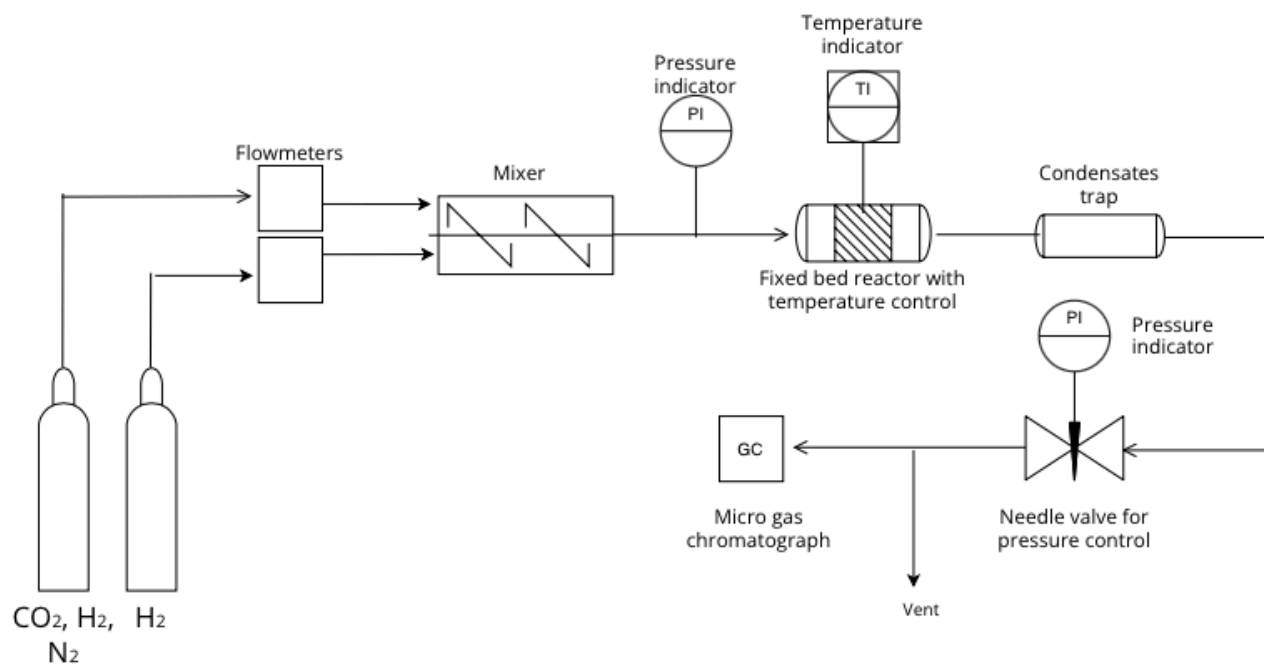 Temperature
indicator
TI
Pressure
indicator
PI
Flowmeters
Mixer
Condensates
trap
Fixed bed reactor with
temperature control
PI
Pressure
indicator
GC
Micro gas
chromatograph
Needle valve for
pressure control
Vent
CO₂, H₂,
N₂
H₂